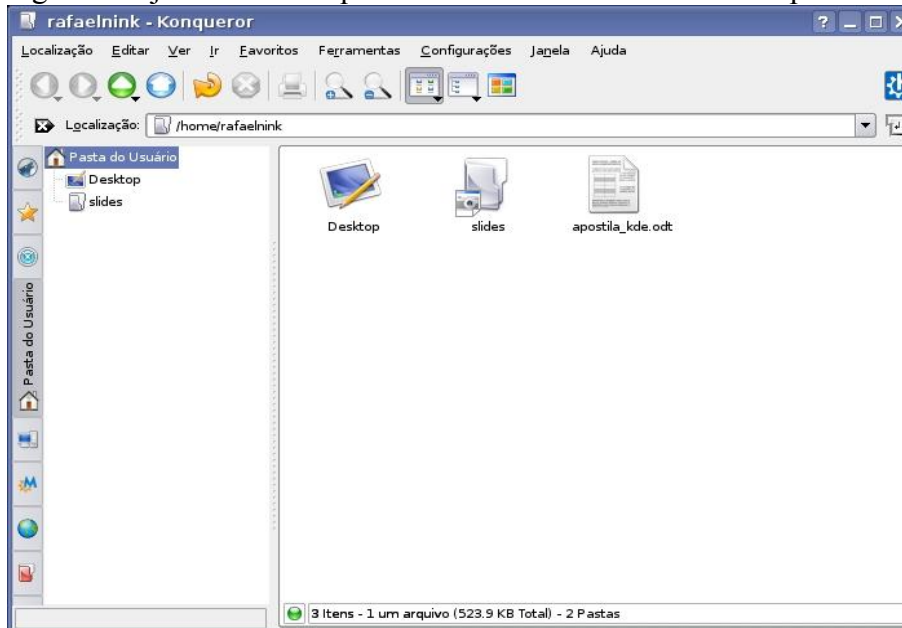 rafaelnink - Konqueror
Localização Editar Ver Ir Favoritos Ferramentas Configurações Janela Ajuda
Localização: /home/rafaelnink
Pasta do Usuário
Desktop
slides
Pasta do Usuário
Desktop slides apostila_kde.odt
3 Itens - 1 um arquivo (523.9 KB Total) - 2 Pastas